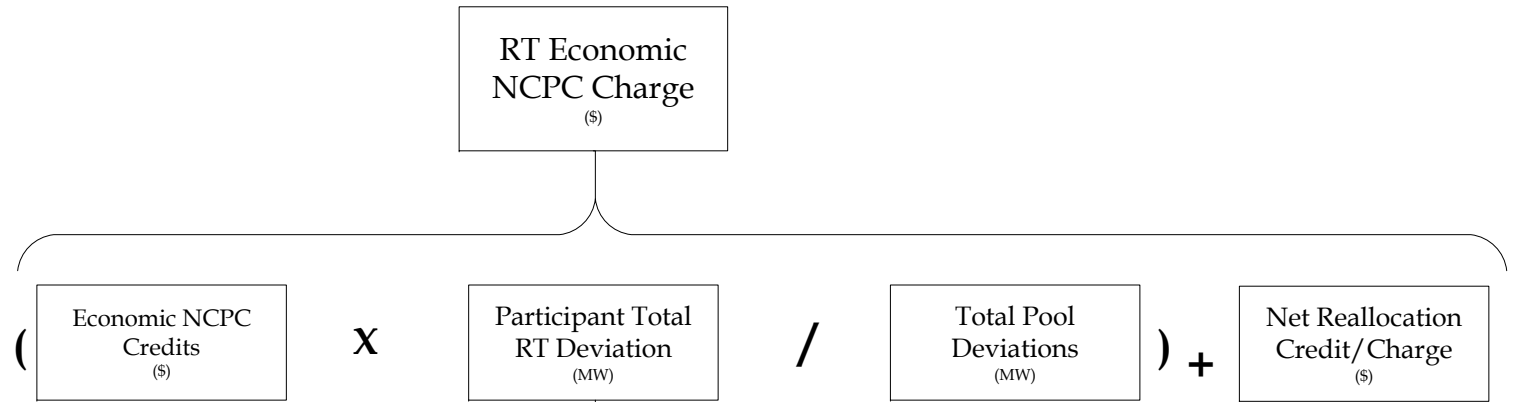 RT Economic
NCPC Charge
($)
(
Economic NCPC
Credits
($)
X
Participant Total
RT Deviation
(MW)
/
Total Pool
Deviations
(MW)
)
+
Net Reallocation
Credit/Charge
($)